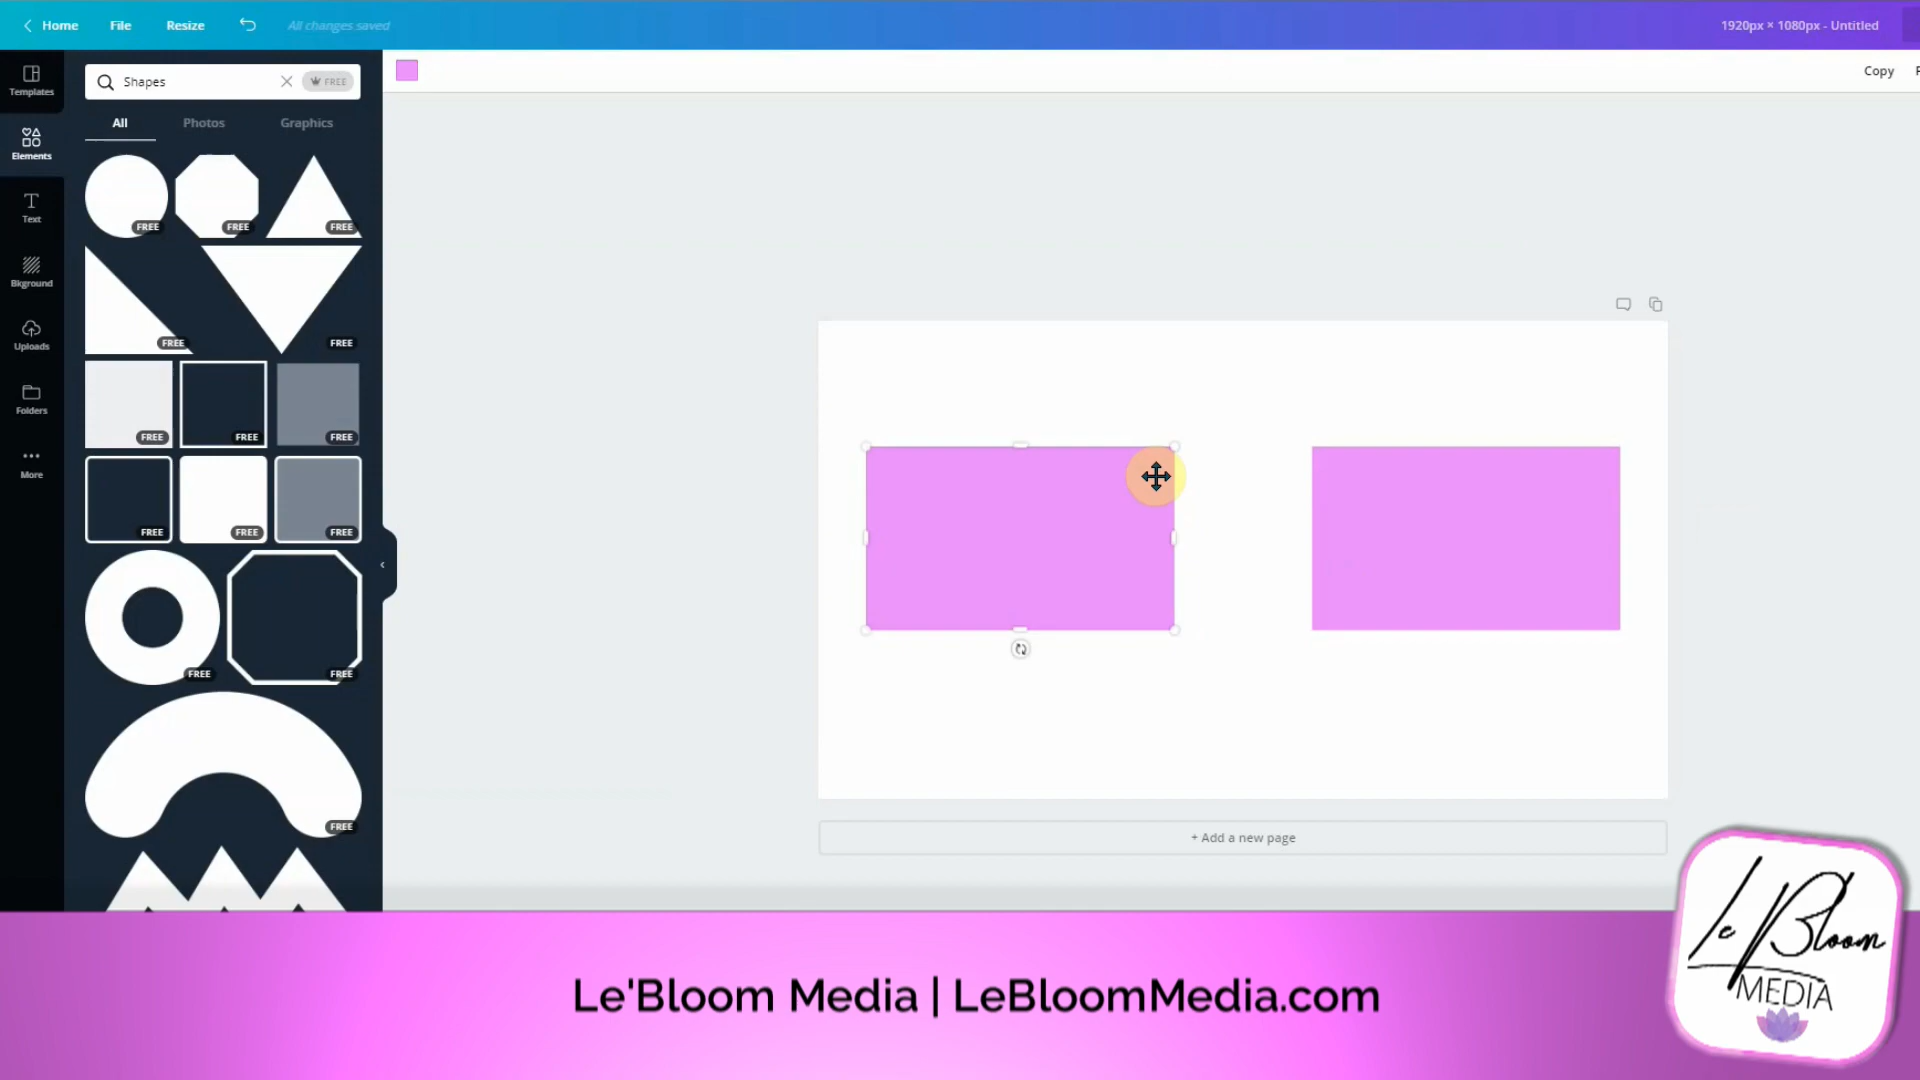 Home File Resize All changes saved 1920px × 1080px - Untitled
Templates
Elements
Text
Bkground
Uploads
Folders
More
Shapes FREE
All Photos Graphics
FREE FREE FREE
FREE FREE
FREE FREE FREE
FREE FREE FREE
FREE FREE
FREE
Copy
+ Add a new page
Le'Bloom Media | LeBloomMedia.com
Le Bloom
MEDIA